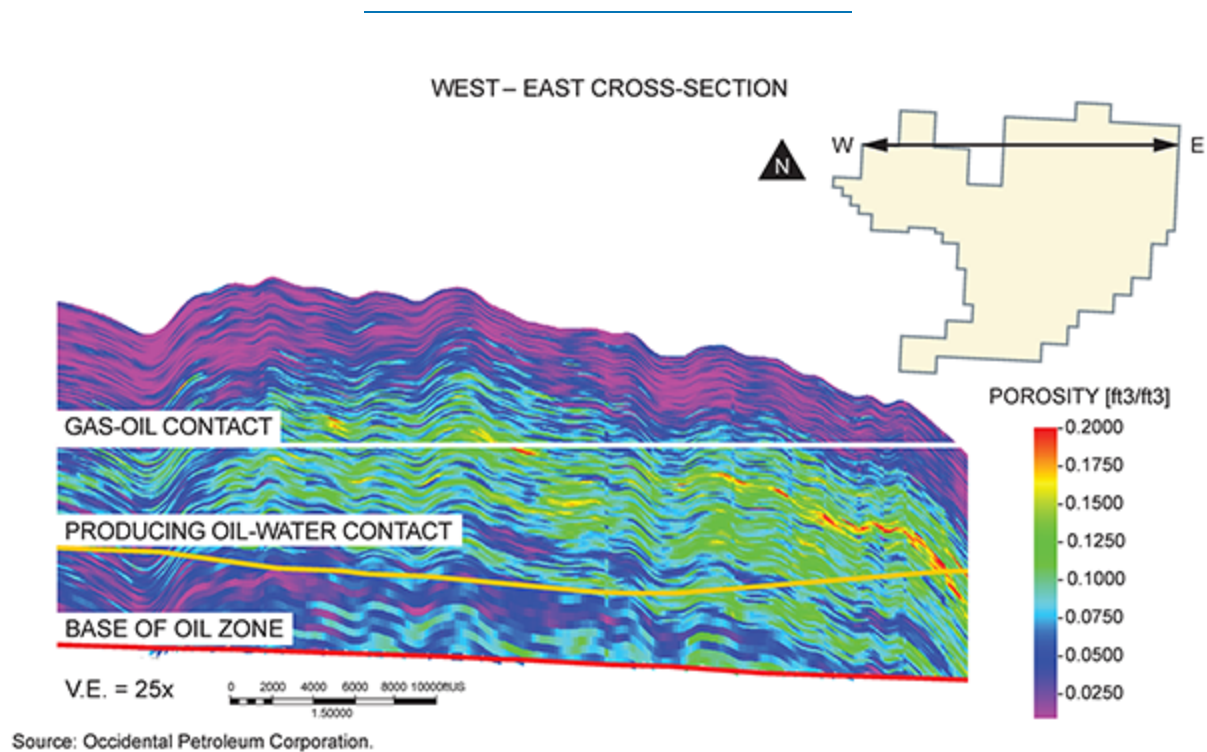 WEST – EAST CROSS-SECTION
W
E
N
POROSITY [ft3/ft3]
GAS-OIL CONTACT
PRODUCING OIL-WATER CONTACT
BASE OF OIL ZONE
0.2000
0.1750
0.1500
0.1250
0.1000
0.0750
0.0500
0.0250
V.E. = 25x
0 2000 4000 6000 8000 10000ftUS
1:50000
Source: Occidental Petroleum Corporation.